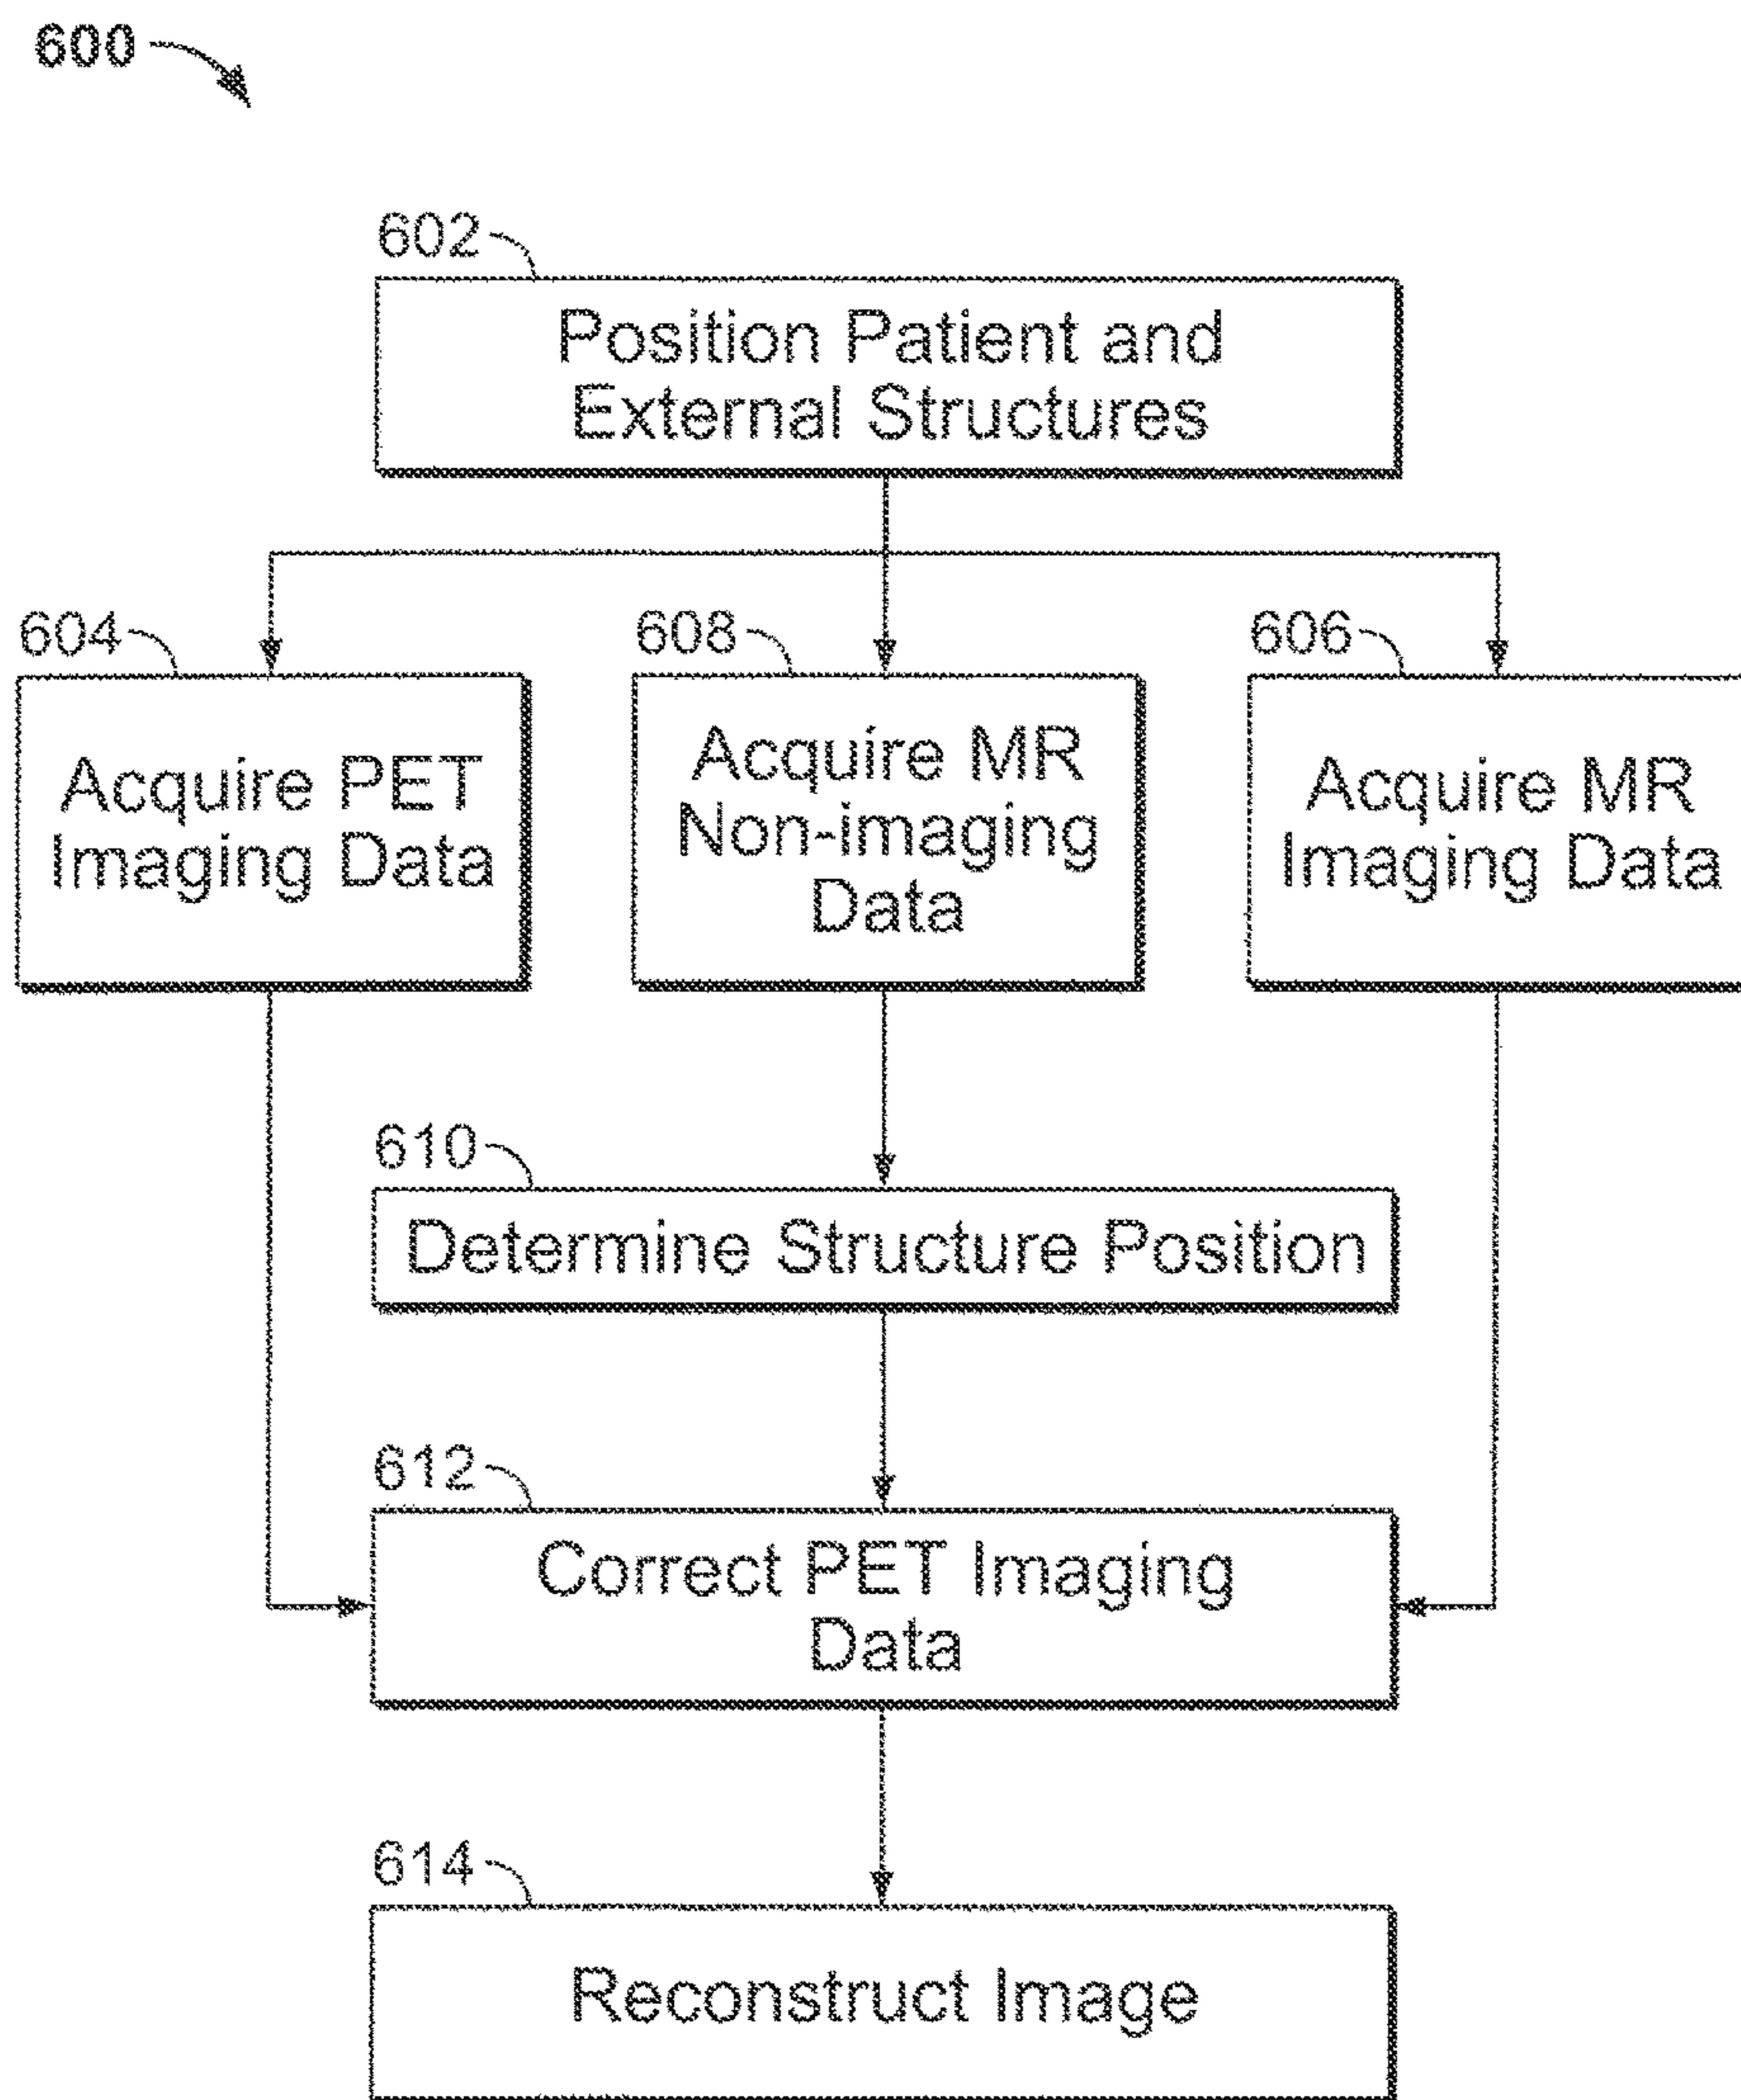 600
602
Position Patient and
External Structures
604
Acquire PET
Imaging Data
608
Acquire MR
Non-imaging
Data
606
Acquire MR
Imaging Data
610
Determine Structure Position
612
Correct PET Imaging
Data
614
Reconstruct Image